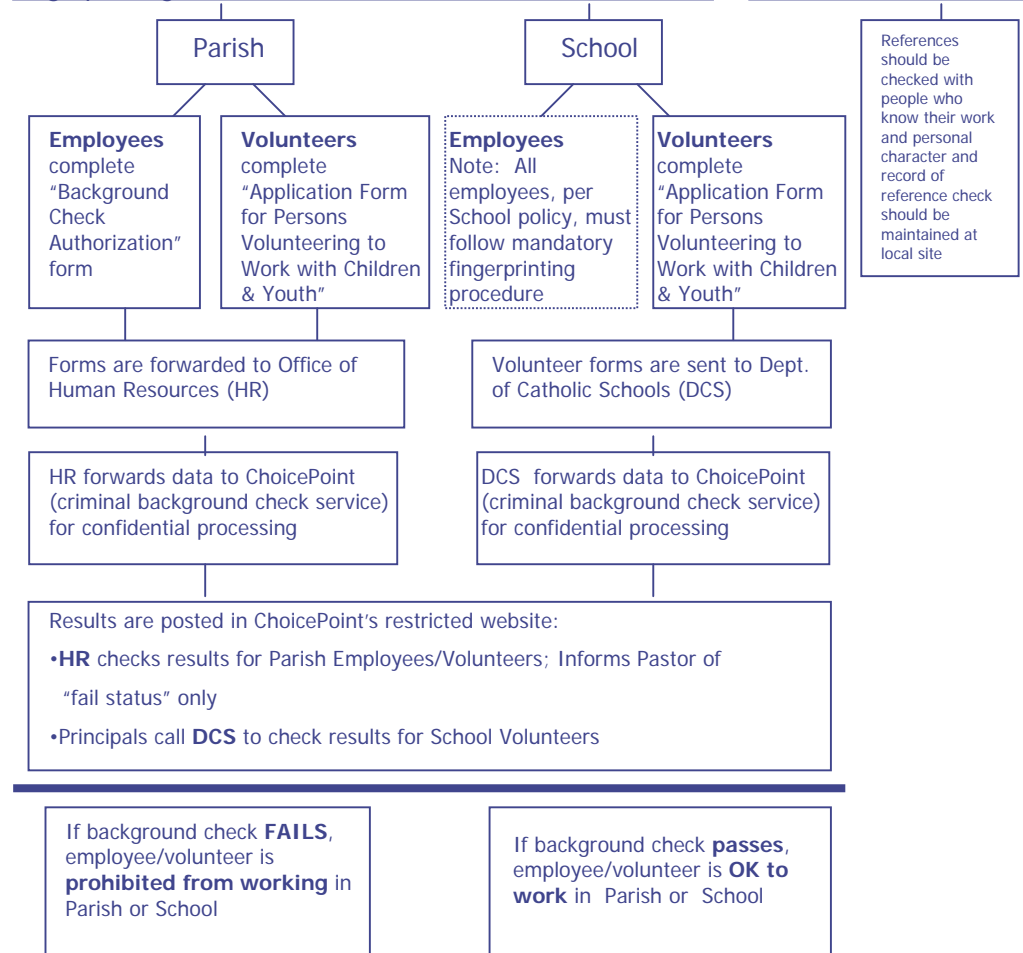 Parish
School
References
should be
checked with
people who
know their work
and personal
character and
record of
reference check
should be
maintained at
local site
Employees
complete
“Background
Check
Authorization”
form
Volunteers
complete
“Application Form
for Persons
Volunteering to
Work with Children
& Youth”
Employees
Note: All
employees, per
School policy, must
follow mandatory
fingerprinting
procedure
Volunteers
complete
“Application Form
for Persons
Volunteering to
Work with Children
& Youth”
Forms are forwarded to Office of
Human Resources (HR)
Volunteer forms are sent to Dept.
of Catholic Schools (DCS)
HR forwards data to ChoicePoint
(criminal background check service)
for confidential processing
DCS forwards data to ChoicePoint
(criminal background check service)
for confidential processing
Results are posted in ChoicePoint’s restricted website:
•HR checks results for Parish Employees/Volunteers; Informs Pastor of
“fail status” only
•Principals call DCS to check results for School Volunteers
If background check FAILS,
employee/volunteer is
prohibited from working in
Parish or School
If background check passes,
employee/volunteer is OK to
work in Parish or School